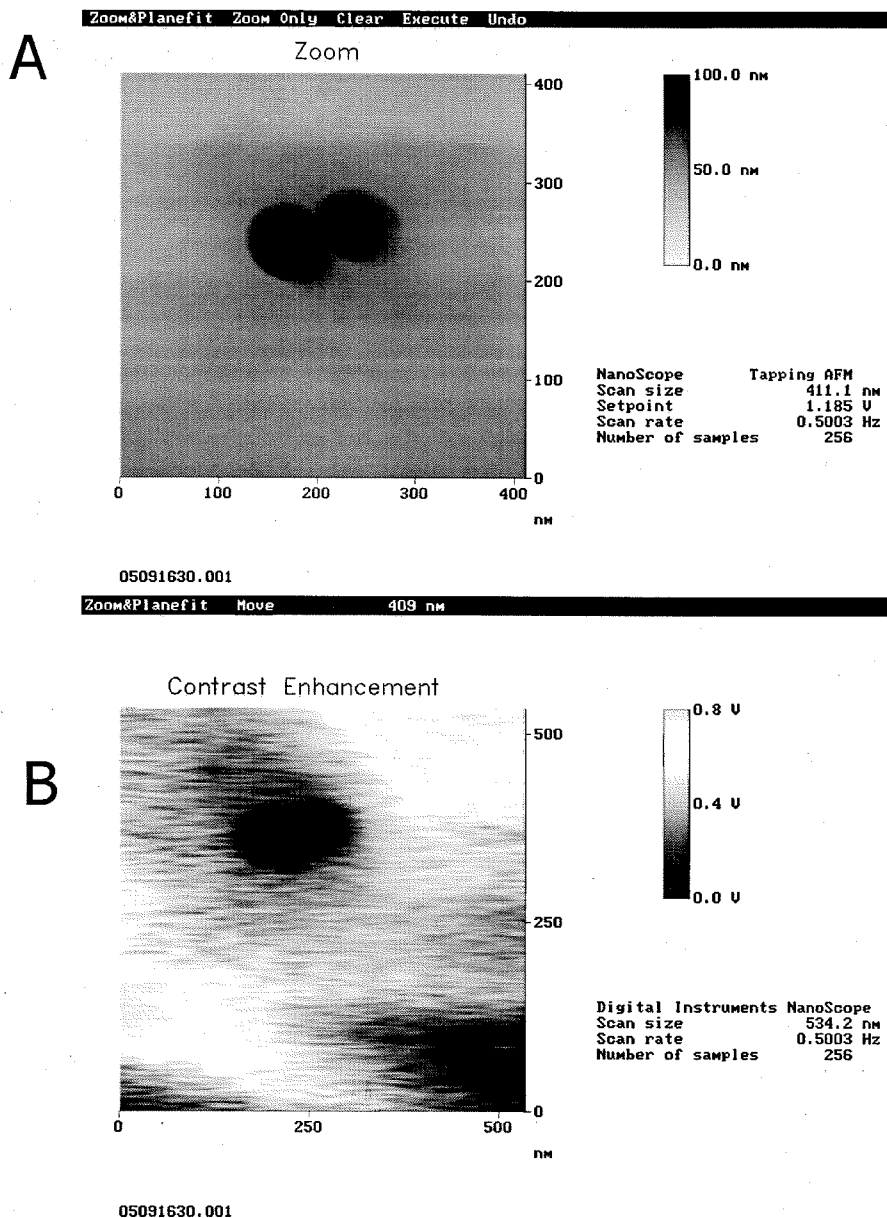 Zoom&Planefit Zoom Only Clear Execute Undo
A
Zoom
400
300
200
100
0
0 100 200 300 400
nm
100.0 nm
50.0 nm
0.0 nm
NanoScope Tapping AFM
Scan size 411.1 nm
Setpoint 1.185 V
Scan rate 0.5003 Hz
Number of samples 256
05091630.001
Zoom&Planefit Move 409 nm
B
Contrast Enhancement
500
250
0
0 250 500
nm
0.8 V
0.4 V
0.0 V
Digital Instruments NanoScope
Scan size 534.2 nm
Scan rate 0.5003 Hz
Number of samples 256
05091630.001